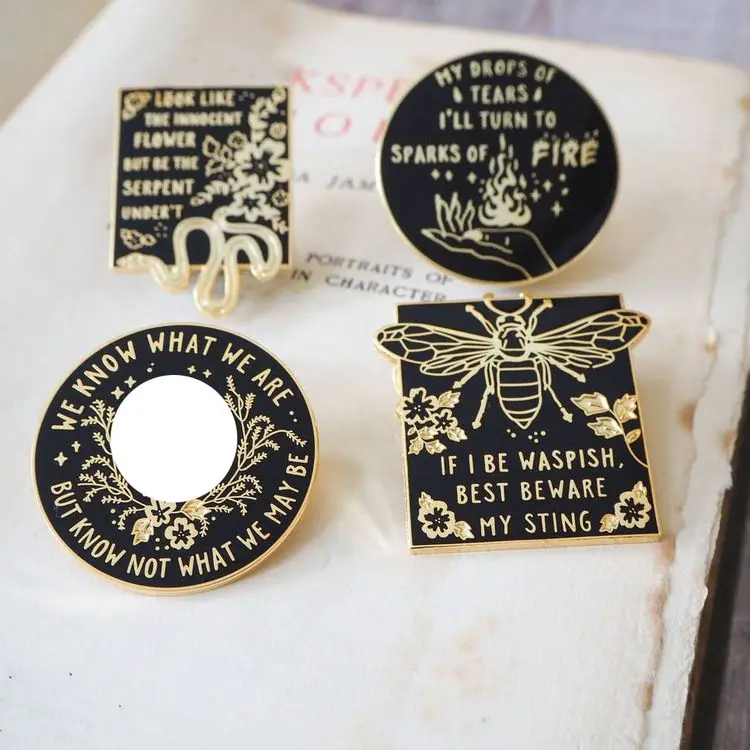 LOOK LIKE
THE INNOCENT
FLOWER
BUT BE THE
SERPENT
UNDER'T
MY DROPS OF
TEARS
I'LL TURN TO
SPARKS OF FIRE
WE KNOW WHAT WE ARE
BUT KNOW NOT WHAT WE MAY BE
IF I BE WASPISH,
BEST BEWARE
MY STING
KSPE
JAM
PORTRAITS OF
IN CHARACTER